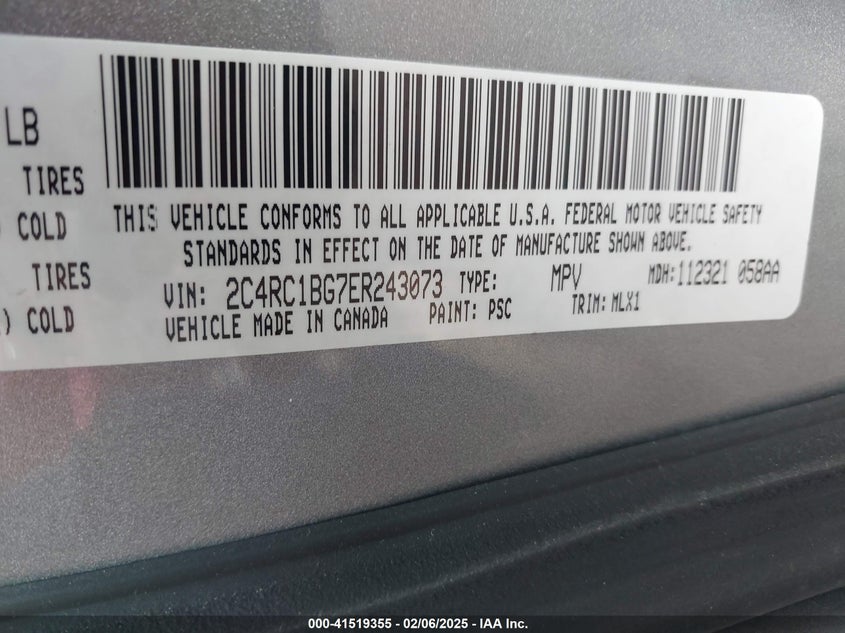 LB
TIRES
COLD
TIRES
) COLD
THIS VEHICLE CONFORMS TO ALL APPLICABLE U.S.A. FEDERAL MOTOR VEHICLE SAFETY
STANDARDS IN EFFECT ON THE DATE OF MANUFACTURE SHOWN ABOVE.
VIN: 2C4RC1BG7ER243073 TYPE: MPV MDH:112321 058AA
VEHICLE MADE IN CANADA PAINT: PSC TRIM: MLX1
000-41519355 - 02/06/2025 - IAA Inc.